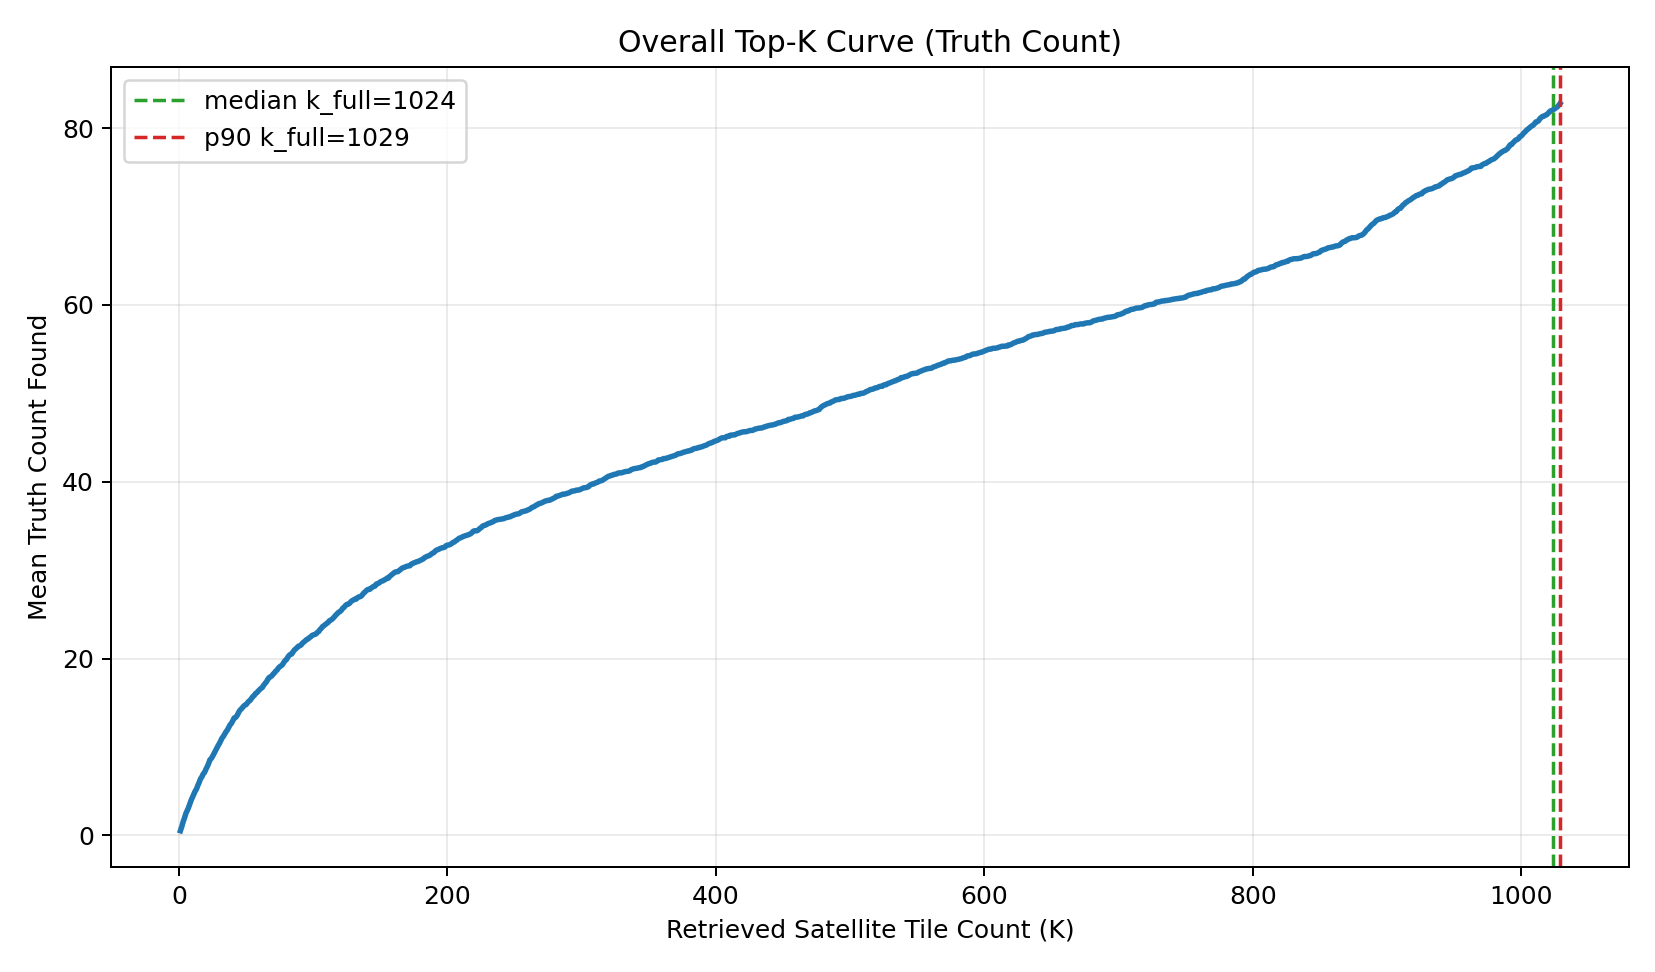 Overall Top-K Curve (Truth Count)
median k_full=1024
p90 k_full=1029
Mean Truth Count Found
80
60
40
20
0
0 200 400 600 800 1000
Retrieved Satellite Tile Count (K)